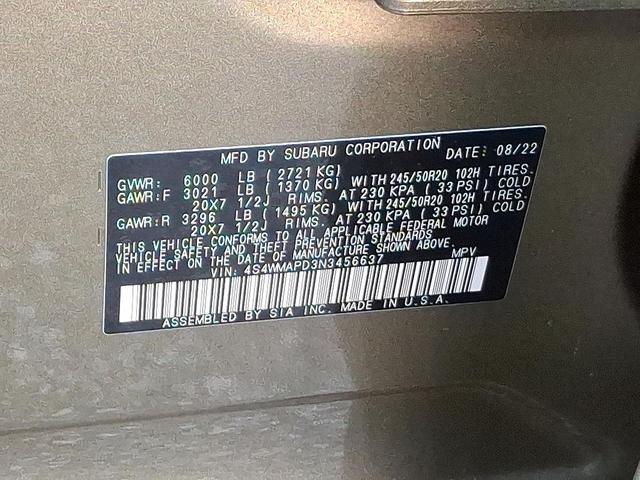 MFD BY SUBARU CORPORATION DATE: 08/22
GVWR: 6000 LB ( 2721 KG)
GAWR:F 3021 LB ( 1370 KG) WITH 245/50R20 102H TIRES.
20X7 1/2J RIMS. AT 230 KPA ( 33 PSI) COLD
GAWR:R 3296 LB ( 1495 KG) WITH 245/50R20 102H TIRES.
20X7 1/2J RIMS. AT 230 KPA ( 33 PSI) COLD
THIS VEHICLE CONFORMS TO ALL APPLICABLE FEDERAL MOTOR
VEHICLE SAFETY AND THEFT PREVENTION STANDARDS
IN EFFECT ON THE DATE OF MANUFACTURE SHOWN ABOVE.
VIN: 4S4WMAPD3N3456637 MPV
ASSEMBLED BY SIA INC. MADE IN U.S.A.